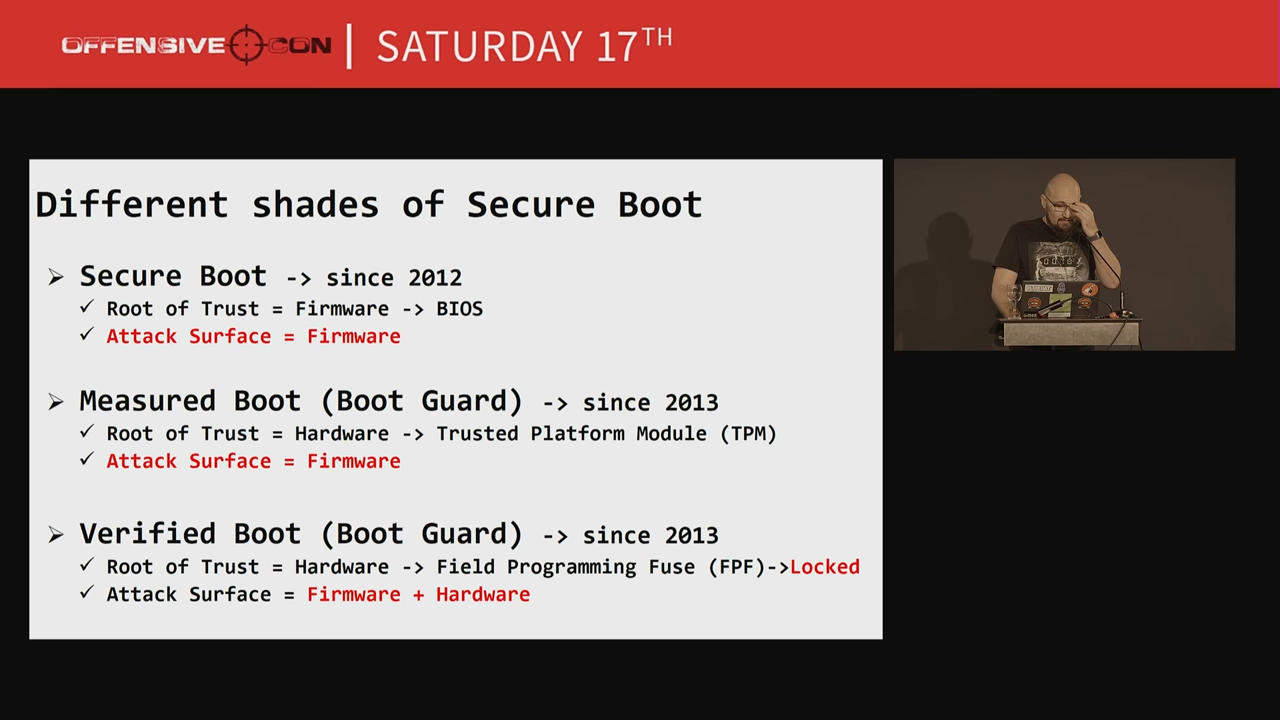 OFFENSIVE CON | SATURDAY 17TH
Different shades of Secure Boot
➢ Secure Boot -> since 2012
✓ Root of Trust = Firmware -> BIOS
✓ Attack Surface = Firmware
➢ Measured Boot (Boot Guard) -> since 2013
✓ Root of Trust = Hardware -> Trusted Platform Module (TPM)
✓ Attack Surface = Firmware
➢ Verified Boot (Boot Guard) -> since 2013
✓ Root of Trust = Hardware -> Field Programming Fuse (FPF)->Locked
✓ Attack Surface = Firmware + Hardware